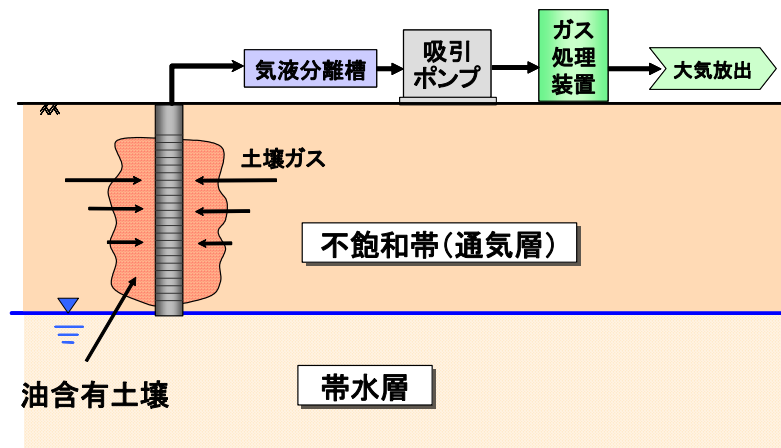 気液分離槽
吸引
ポンプ
ガス
処理
装置
大気放出
土壌ガス
不飽和帯(通気層)
油含有土壌
帯水層